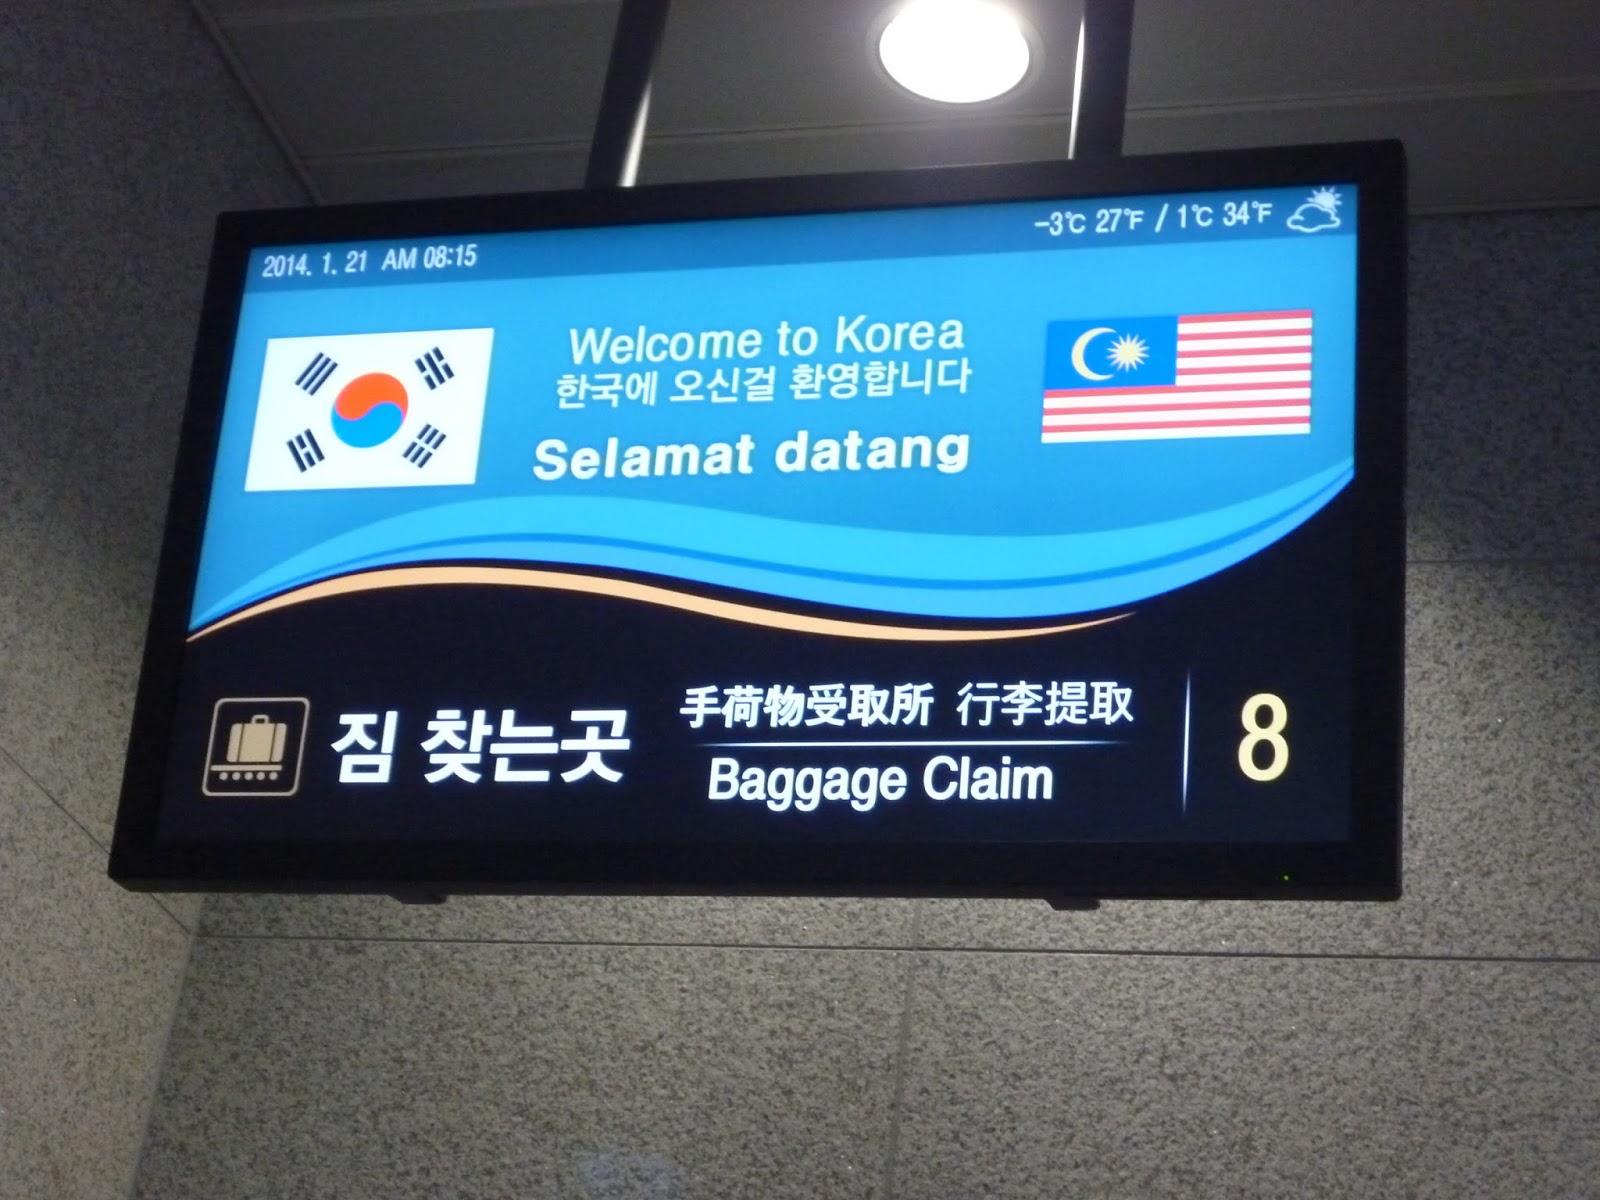 2014. 1. 21 AM 08:15
-3℃ 27℉ / 1℃ 34℉
Welcome to Korea
한국에 오신걸 환영합니다
Selamat datang
짐 찾는곳
手荷物受取所 行李提取
Baggage Claim
8